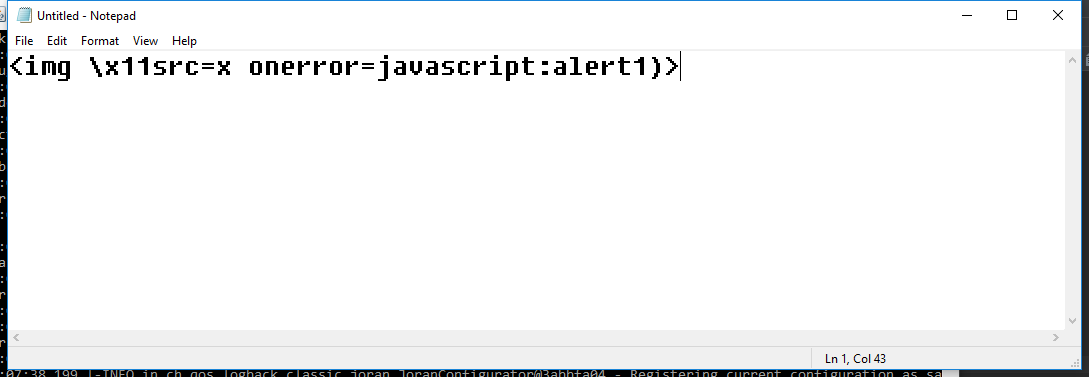 Untitled - Notepad
File Edit Format View Help
<img \x11src=x onerror=javascript:alert1)>
Ln 1, Col 43
:07:38,199 |-INFO in ch.qos.logback.classic.joran.JoranConfigurator@3abbfa04 - Registering current configuration as sa